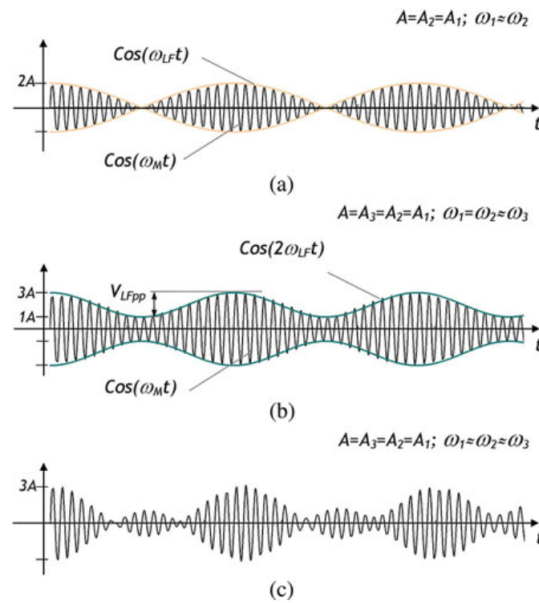 A=A₂=A₁; ω₁≈ω₂
Cos(ω_LF t)
2A
t
Cos(ω_M t)
(a)
A=A₃=A₂=A₁; ω₁=ω₂≈ω₃
Cos(2ω_LF t)
3A
V_LFpp
1A
t
Cos(ω_M t)
(b)
A=A₃=A₂=A₁; ω₁≈ω₂≈ω₃
3A
t
(c)